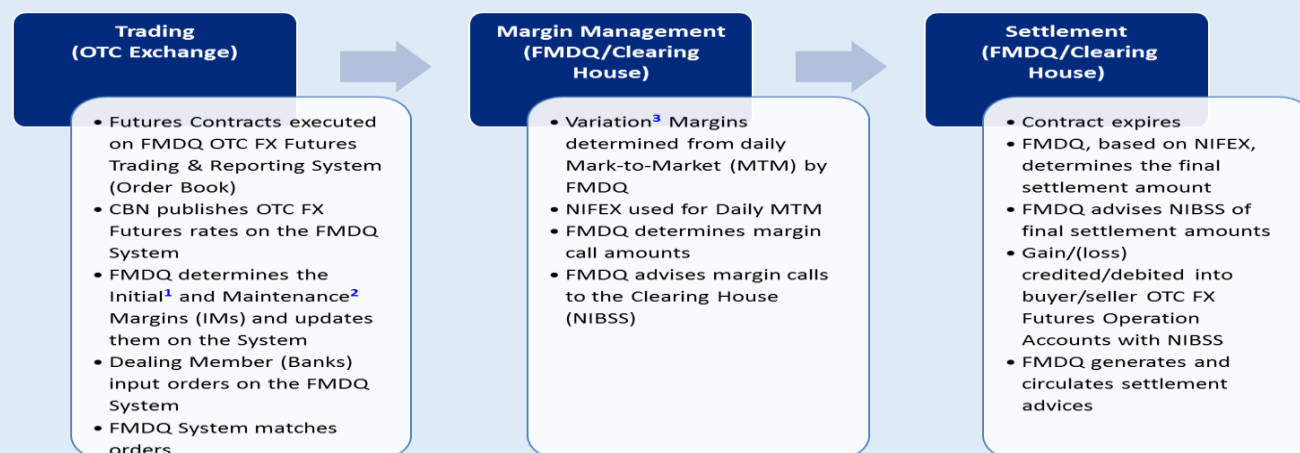 Trading
(OTC Exchange)
• Futures Contracts executed
on FMDQ OTC FX Futures
Trading & Reporting System
(Order Book)
• CBN publishes OTC FX
Futures rates on the FMDQ
System
• FMDQ determines the
Initial¹ and Maintenance²
Margins (IMs) and updates
them on the System
• Dealing Member (Banks)
input orders on the FMDQ
System
• FMDQ System matches
orders
Margin Management
(FMDQ/Clearing
House)
• Variation³ Margins
determined from daily
Mark-to-Market (MTM) by
FMDQ
• NIFEX used for Daily MTM
• FMDQ determines margin
call amounts
• FMDQ advises margin calls
to the Clearing House
(NIBSS)
Settlement
(FMDQ/Clearing
House)
• Contract expires
• FMDQ, based on NIFEX,
determines the final
settlement amount
• FMDQ advises NIBSS of
final settlement amounts
• Gain/(loss)
credited/debited into
buyer/seller OTC FX
Futures Operation
Accounts with NIBSS
• FMDQ generates and
circulates settlement
advices